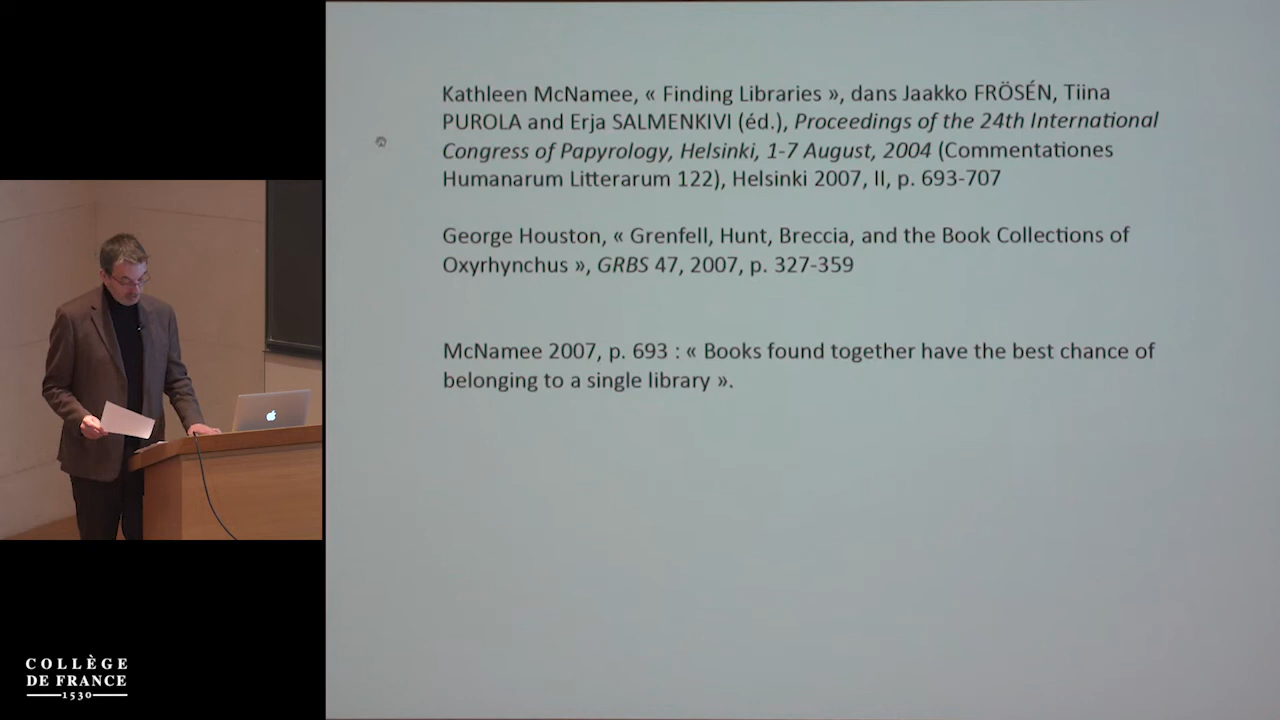 Kathleen McNamee, « Finding Libraries », dans Jaakko FRÖSÉN, Tiina
PUROLA and Erja SALMENKIVI (éd.), Proceedings of the 24th International
Congress of Papyrology, Helsinki, 1-7 August, 2004 (Commentationes
Humanarum Litterarum 122), Helsinki 2007, II, p. 693-707
George Houston, « Grenfell, Hunt, Breccia, and the Book Collections of
Oxyrhynchus », GRBS 47, 2007, p. 327-359
McNamee 2007, p. 693 : « Books found together have the best chance of
belonging to a single library ».
COLLÈGE
DE FRANCE
1530